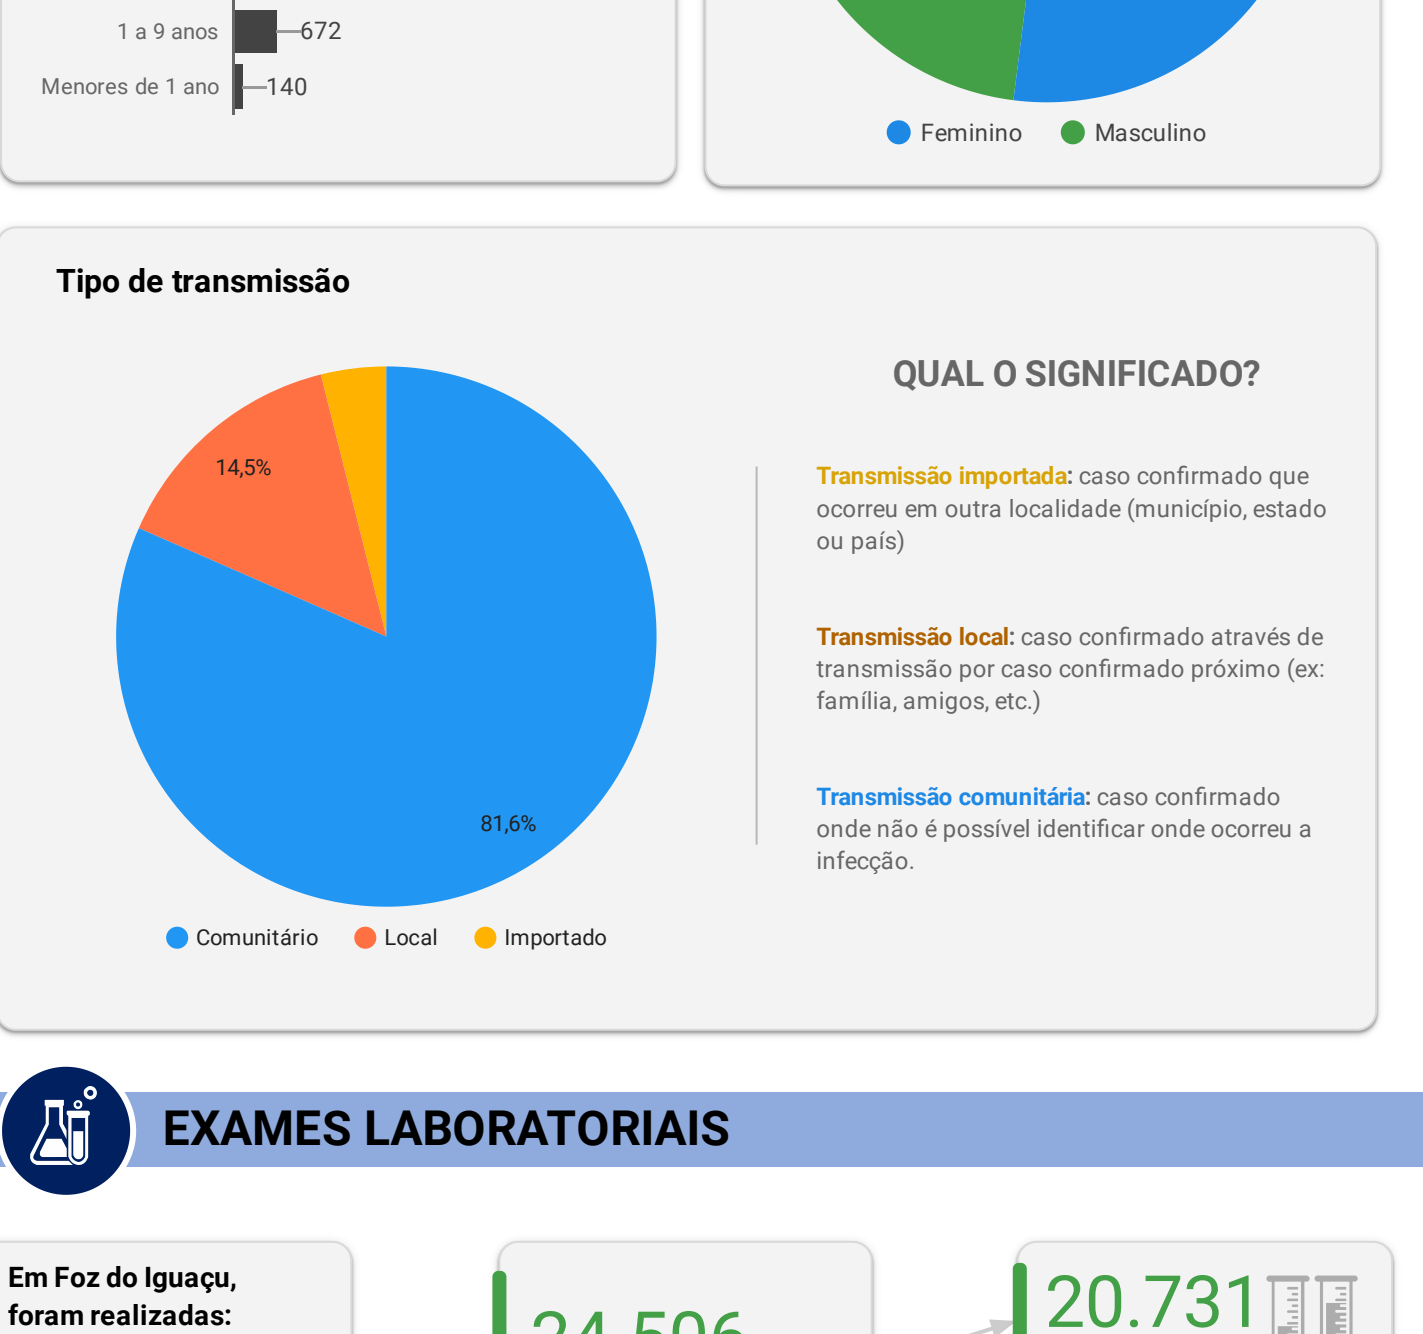 1 a 9 anos 672
Menores de 1 ano 140
Feminino Masculino
Tipo de transmissão
14,5%
81,6%
Comunitário Local Importado
QUAL O SIGNIFICADO?
Transmissão importada: caso confirmado que
ocorreu em outra localidade (município, estado
ou país)
Transmissão local: caso confirmado através de
transmissão por caso confirmado próximo (ex:
família, amigos, etc.)
Transmissão comunitária: caso confirmado
onde não é possível identificar onde ocorreu a
infecção.
EXAMES LABORATORIAIS
Em Foz do Iguaçu,
foram realizadas:
20.731